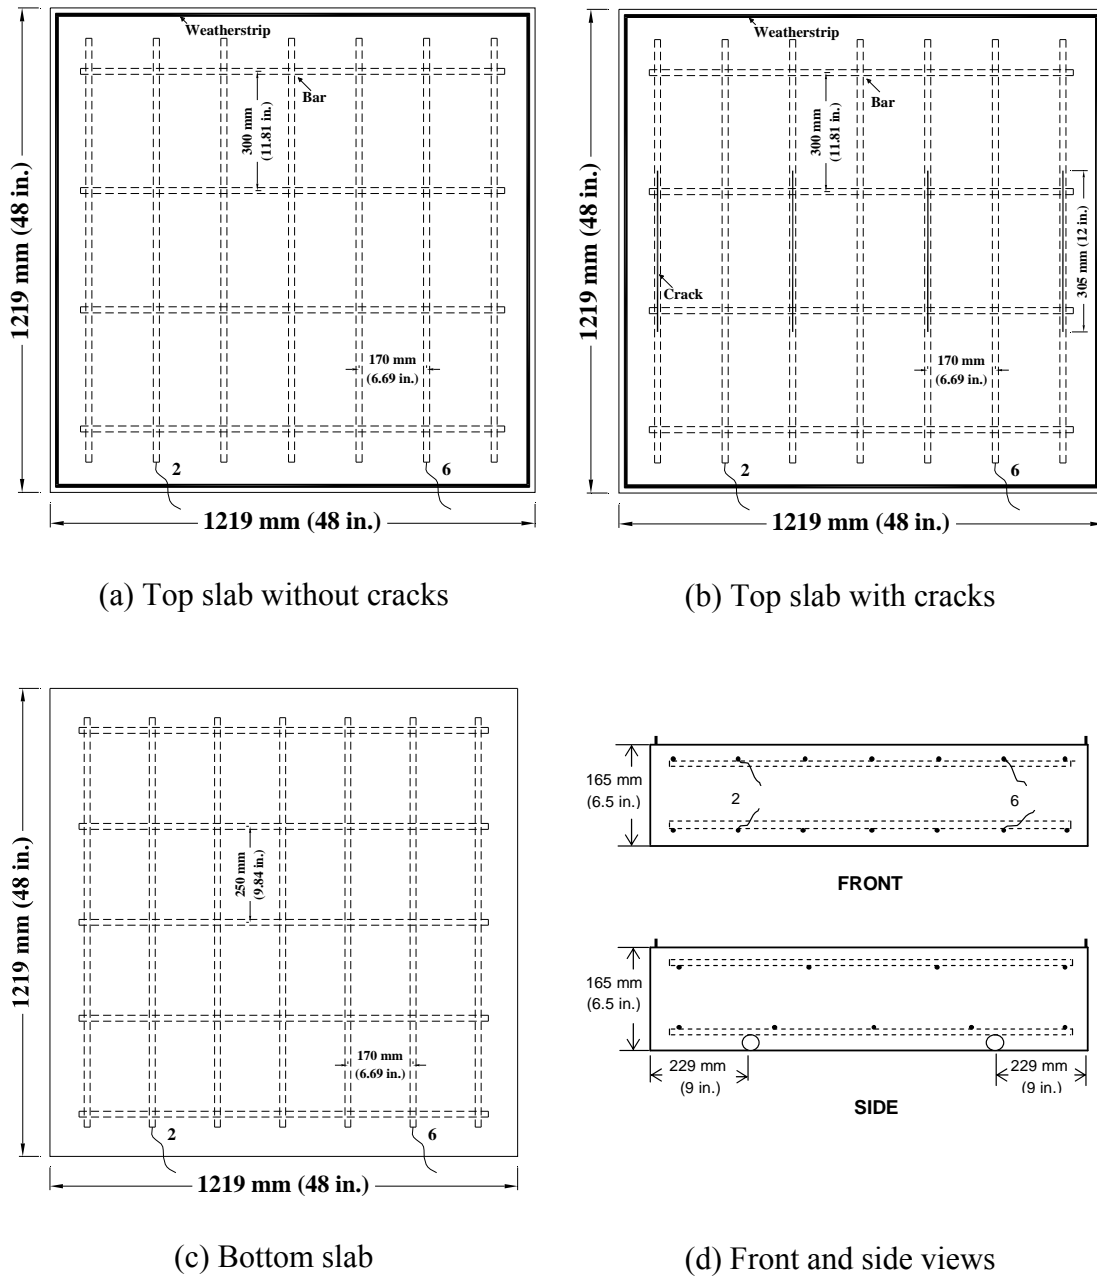 Weatherstrip
Bar
300 mm
(11.81 in.)
1219 mm (48 in.)
170 mm
(6.69 in.)
2
6
1219 mm (48 in.)
(a) Top slab without cracks
Weatherstrip
Bar
300 mm
(11.81 in.)
1219 mm (48 in.)
305 mm (12 in.)
Crack
170 mm
(6.69 in.)
2
6
1219 mm (48 in.)
(b) Top slab with cracks
1219 mm (48 in.)
250 mm
(9.84 in.)
170 mm
(6.69 in.)
2
6
1219 mm (48 in.)
(c) Bottom slab
165 mm
(6.5 in.)
2
6
FRONT
165 mm
(6.5 in.)
229 mm
(9 in.)
229 mm
(9 in.)
SIDE
(d) Front and side views